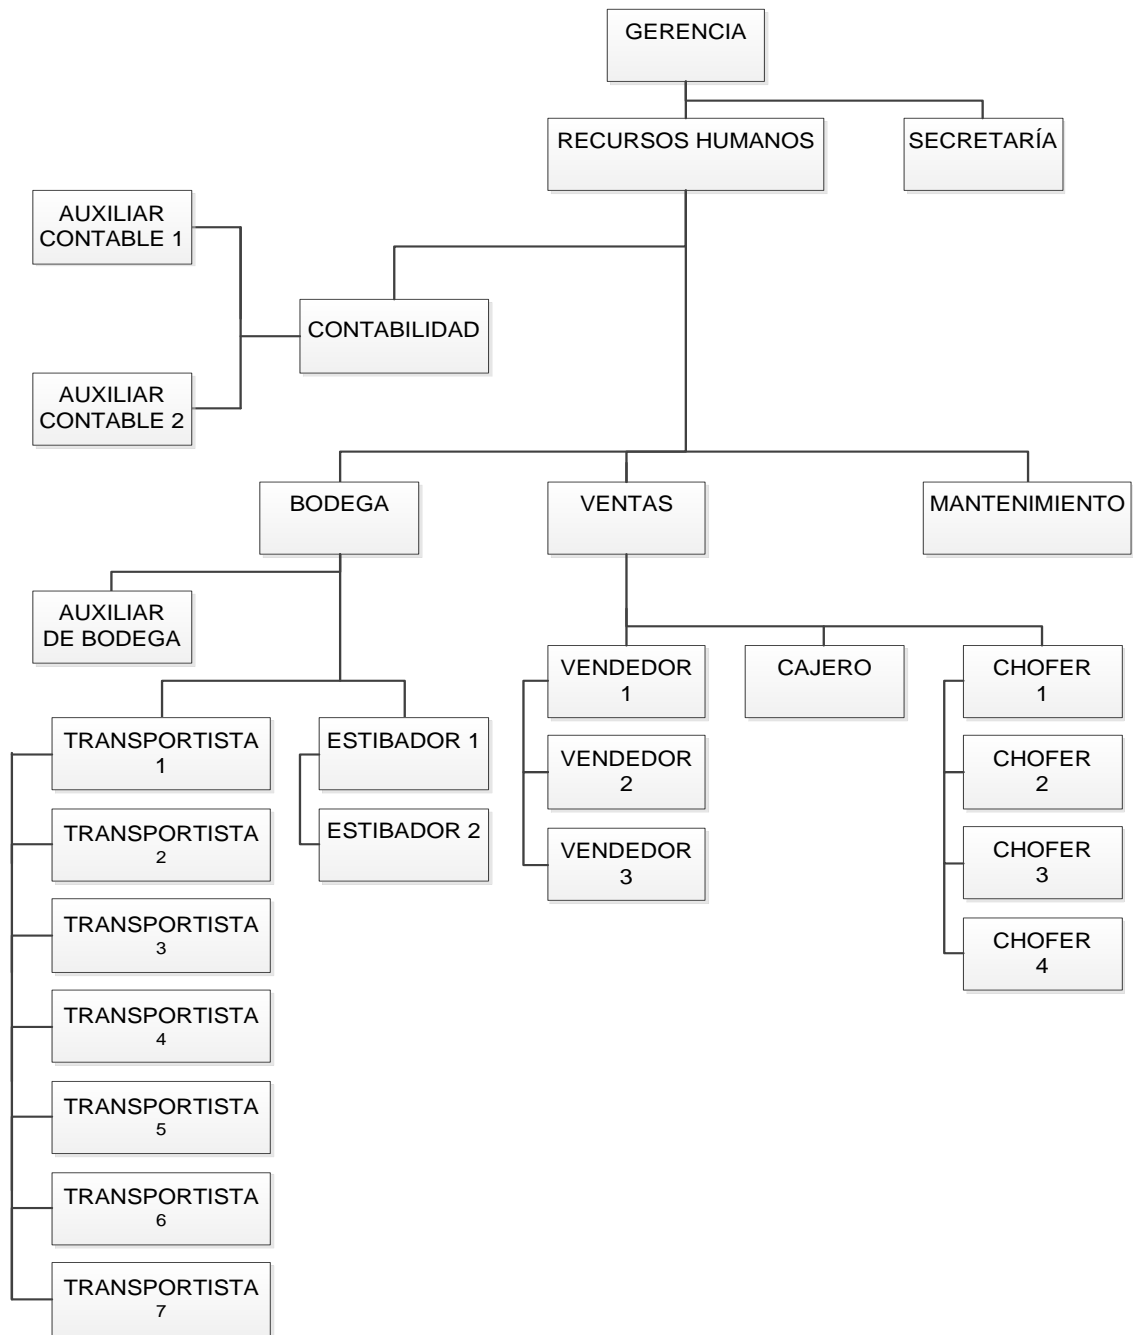 GERENCIA
RECURSOS HUMANOS
SECRETARÍA
AUXILIAR
CONTABLE 1
CONTABILIDAD
AUXILIAR
CONTABLE 2
BODEGA
VENTAS
MANTENIMIENTO
AUXILIAR
DE BODEGA
TRANSPORTISTA
1
TRANSPORTISTA
2
TRANSPORTISTA
3
TRANSPORTISTA
4
TRANSPORTISTA
5
TRANSPORTISTA
6
TRANSPORTISTA
7
ESTIBADOR 1
ESTIBADOR 2
VENDEDOR
1
VENDEDOR
2
VENDEDOR
3
CAJERO
CHOFER
1
CHOFER
2
CHOFER
3
CHOFER
4